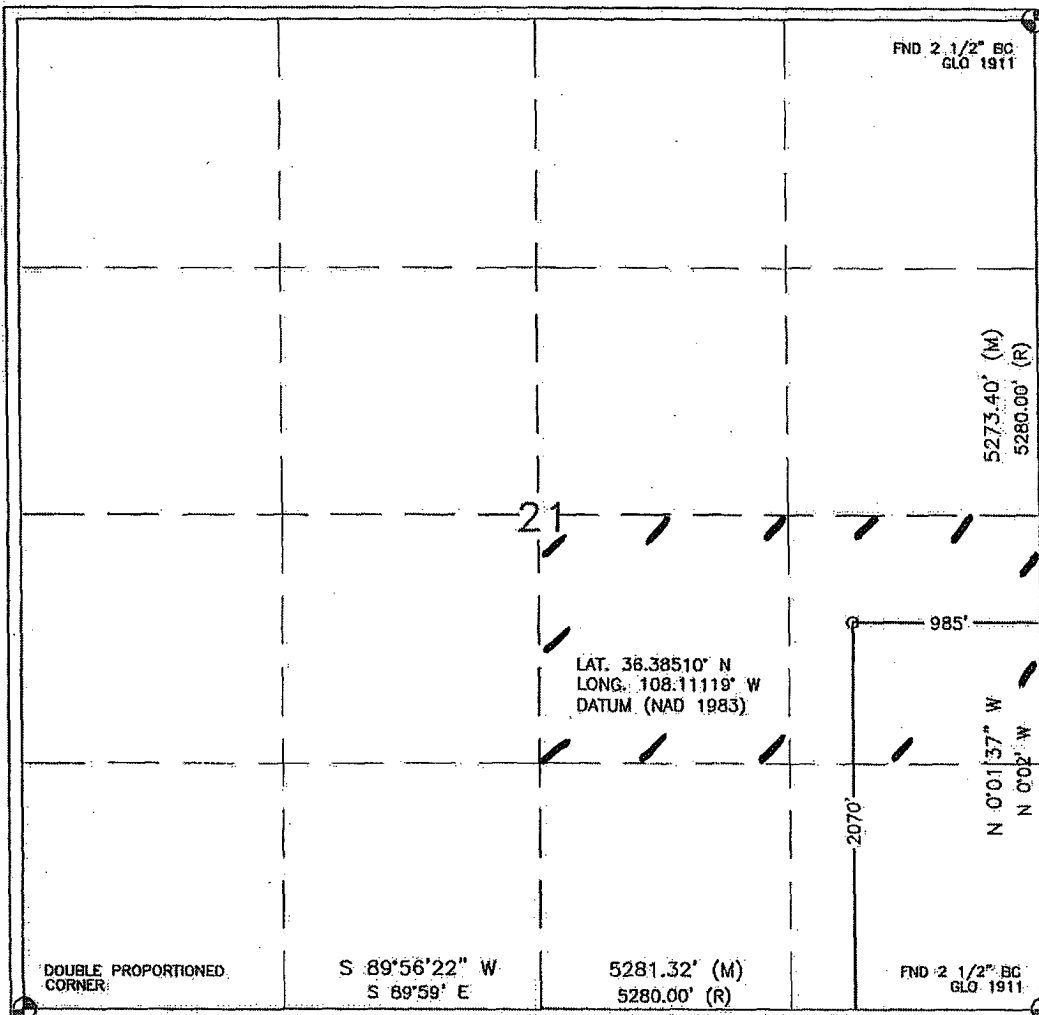 FND 2 1/2" BC
GLO 1911
5273.40' (M)
5280.00' (R)
21
985'
LAT. 36.38510° N
LONG. 108.11119° W
DATUM (NAD 1983)
N 0°01'37" W
N 0°02' W
2070'
DOUBLE PROPORTIONED
CORNER
S 89°56'22" W
S 89°59' E
5281.32' (M)
5280.00' (R)
FND 2 1/2" BC
GLO 1911